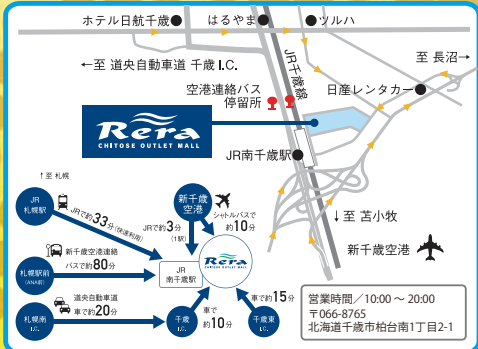 ホテル日航千歳
はるやま
ツルハ
JR千歳線
至 長沼→
←至 道央自動車道 千歳 I.C.
空港連絡バス
停留所
日産レンタカー
Rera
CHITOSE OUTLET MALL
JR南千歳駅
↑至 札幌
JR
札幌駅
JRで約33分(快速利用)
新千歳
空港
JRで約3分
(1駅)
シャトルバスで
約10分
↓至 苫小牧
新千歳空港
札幌駅前
(ANA前)
新千歳空港連絡
バスで約80分
JR
南千歳駅
Rera
CHITOSE OUTLET MALL
札幌南
I.C.
道央自動車道
車で約20分
千歳
I.C.
車で
約10分
車で約15分
千歳東
I.C.
営業時間／10:00 〜 20:00
〒066-8765
北海道千歳市柏台南1丁目2-1